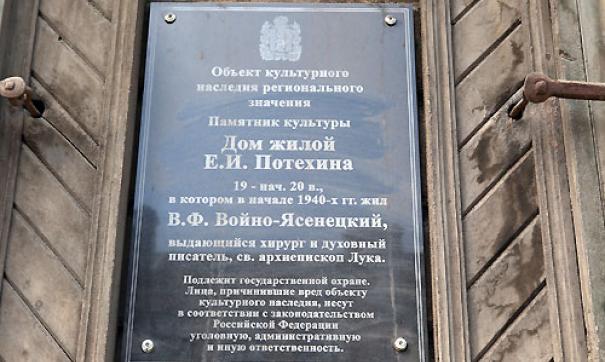 Объект культурного
наследия регионального
значения
Памятник культуры
Дом жилой
Е.И. Потехина
19 - нач. 20 в.,
в котором в начале 1940-х гг. жил
В.Ф. Войно-Ясенецкий,
выдающийся хирург и духовный
писатель, св. архиепископ Лука.
Подлежит государственной охране.
Лица, причинившие вред объекту
культурного наследия, несут
в соответствии с законодательством
Российской Федерации
уголовную, административную
и иную ответственность.